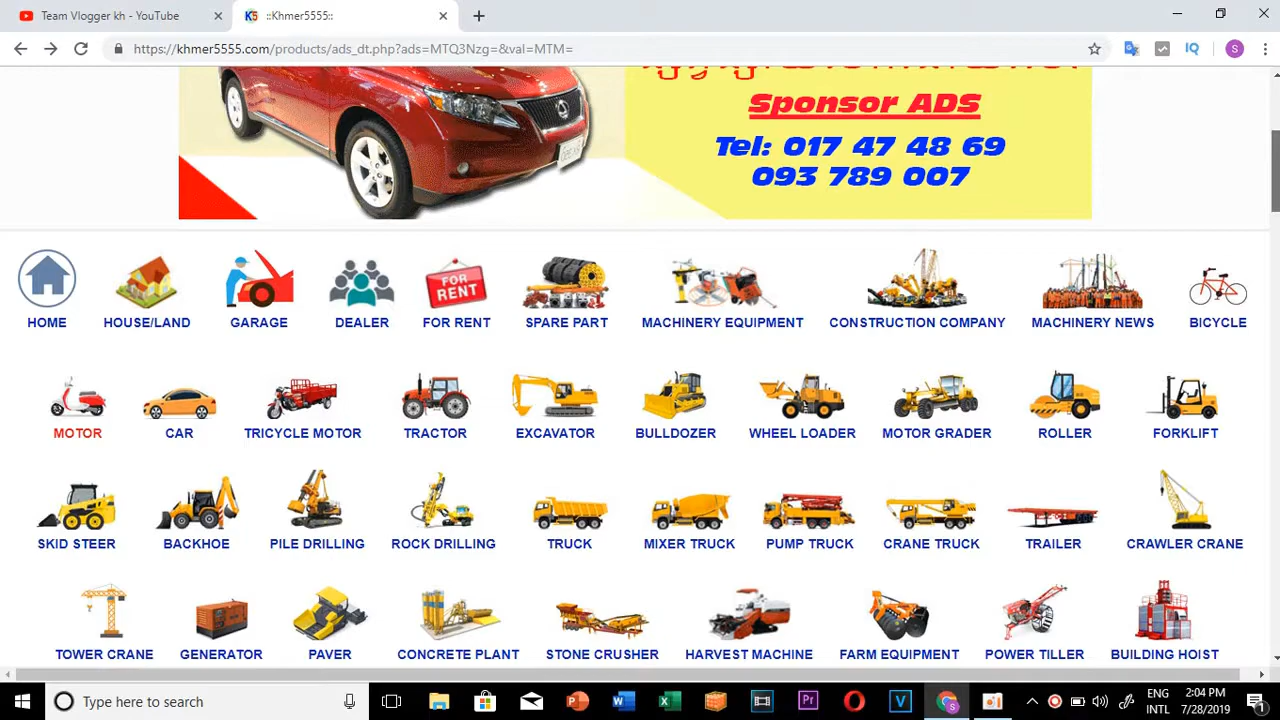 Team Vlogger kh - YouTube
::Khmer5555::
https://khmer5555.com/products/ads_dt.php?ads=MTQ3Nzg=&val=MTM=
IQ
S
Sponsor ADS
Tel: 017 47 48 69
093 789 007
FOR RENT
HOME HOUSE/LAND GARAGE DEALER FOR RENT SPARE PART MACHINERY EQUIPMENT CONSTRUCTION COMPANY MACHINERY NEWS BICYCLE
MOTOR CAR TRICYCLE MOTOR TRACTOR EXCAVATOR BULLDOZER WHEEL LOADER MOTOR GRADER ROLLER FORKLIFT
SKID STEER BACKHOE PILE DRILLING ROCK DRILLING TRUCK MIXER TRUCK PUMP TRUCK CRANE TRUCK TRAILER CRAWLER CRANE
TOWER CRANE GENERATOR PAVER CONCRETE PLANT STONE CRUSHER HARVEST MACHINE FARM EQUIPMENT POWER TILLER BUILDING HOIST
Type here to search
ENG
INTL
2:04 PM
7/28/2019